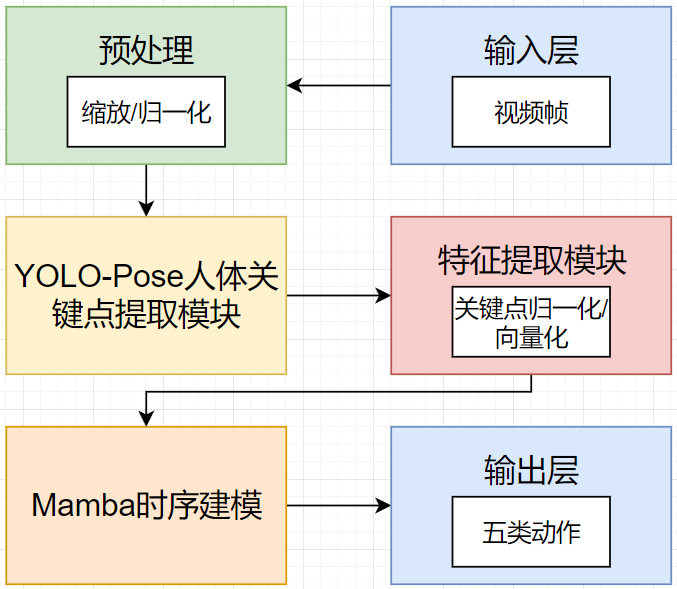 预处理
缩放/归一化
输入层
视频帧
YOLO-Pose人体关
键点提取模块
特征提取模块
关键点归一化/
向量化
Mamba时序建模
输出层
五类动作